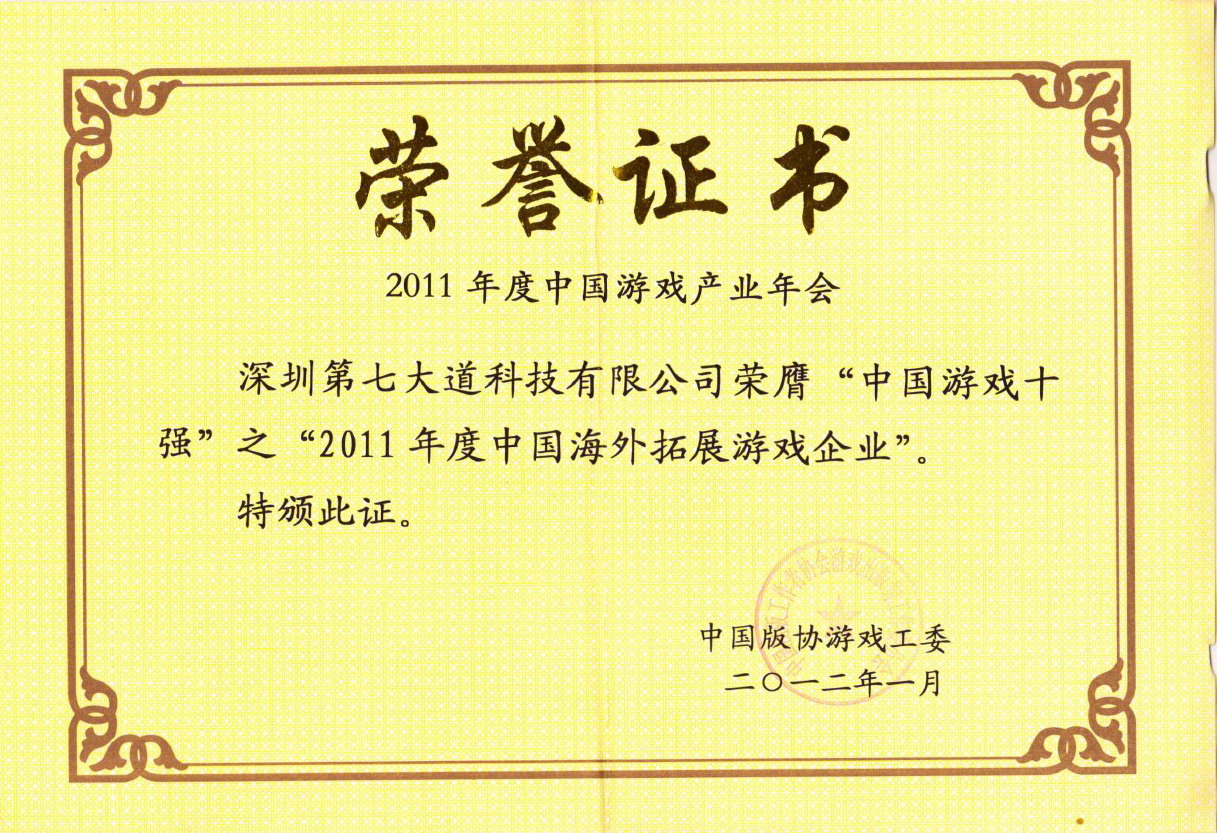 荣誉证书
2011 年度中国游戏产业年会
深圳第七大道科技有限公司荣膺“中国游戏十
强”之“2011 年度中国海外拓展游戏企业”。
特颁此证。
中国版协游戏工委
二〇一二年一月